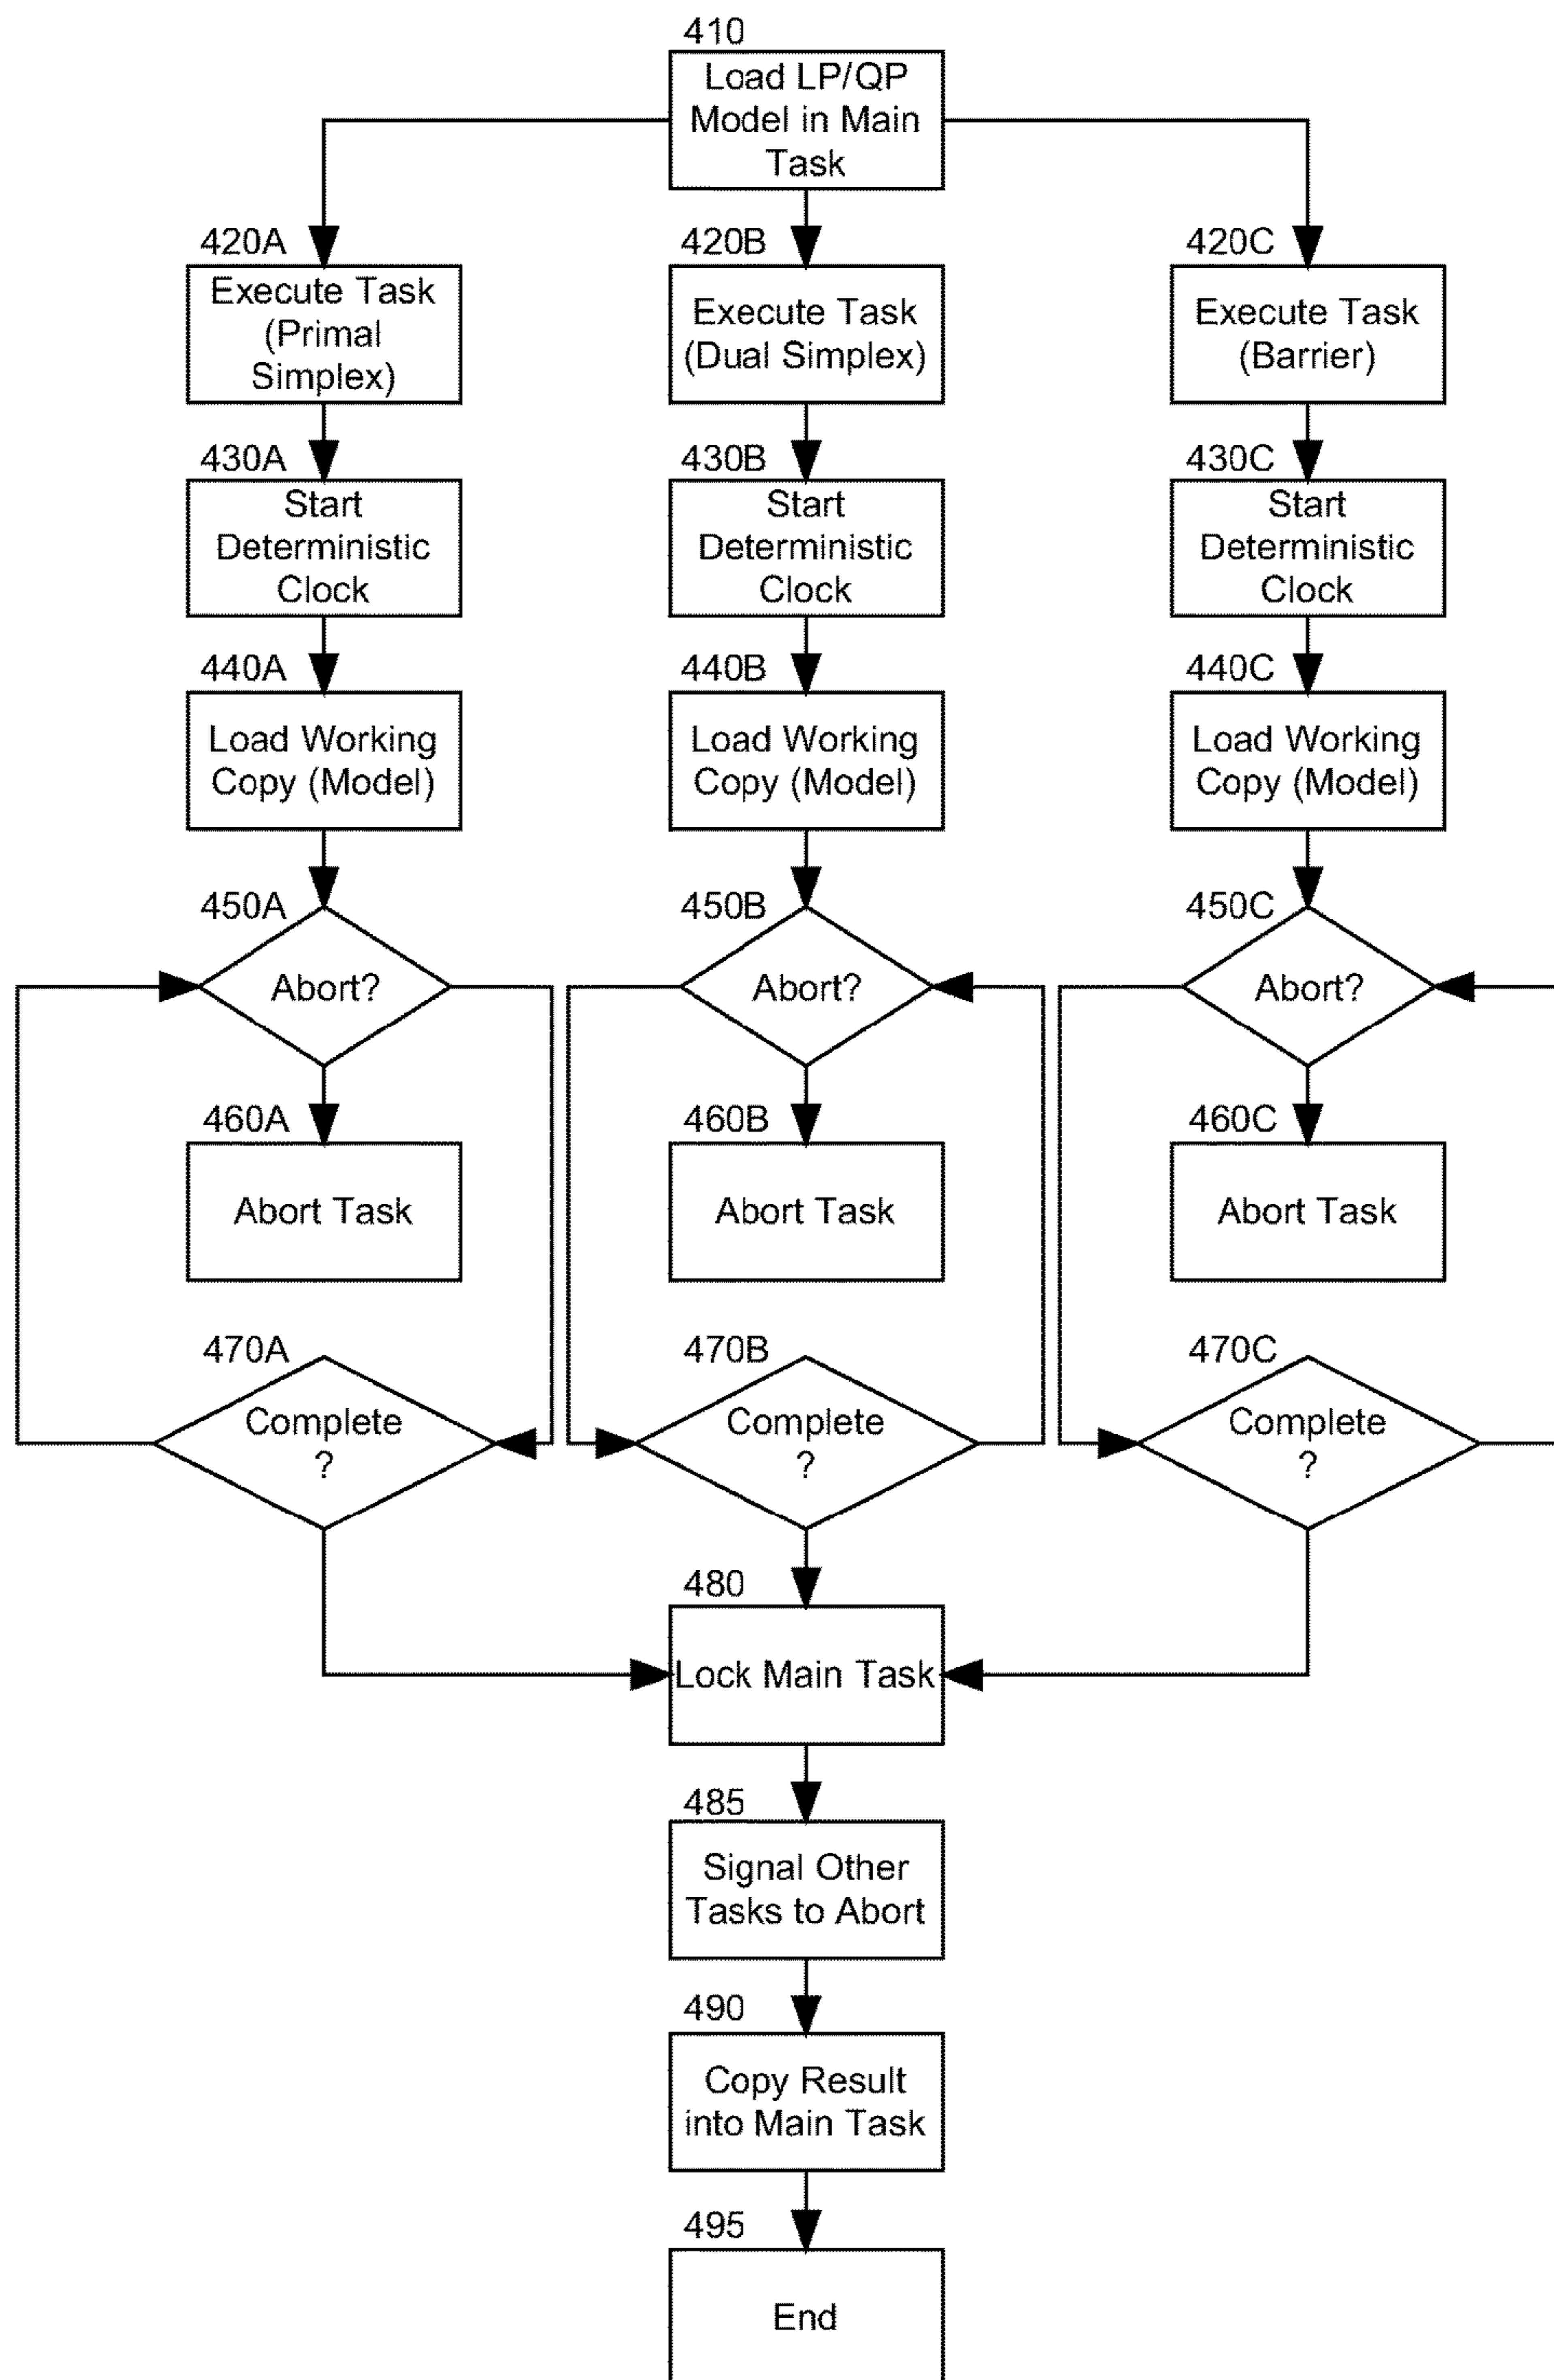 410
Load LP/QP
Model in Main
Task
420A
Execute Task
(Primal
Simplex)
420B
Execute Task
(Dual Simplex)
420C
Execute Task
(Barrier)
430A
Start
Deterministic
Clock
430B
Start
Deterministic
Clock
430C
Start
Deterministic
Clock
440A
Load Working
Copy (Model)
440B
Load Working
Copy (Model)
440C
Load Working
Copy (Model)
450A
Abort?
450B
Abort?
450C
Abort?
460A
Abort Task
460B
Abort Task
460C
Abort Task
470A
Complete
?
470B
Complete
?
470C
Complete
?
480
Lock Main Task
485
Signal Other
Tasks to Abort
490
Copy Result
into Main Task
495
End